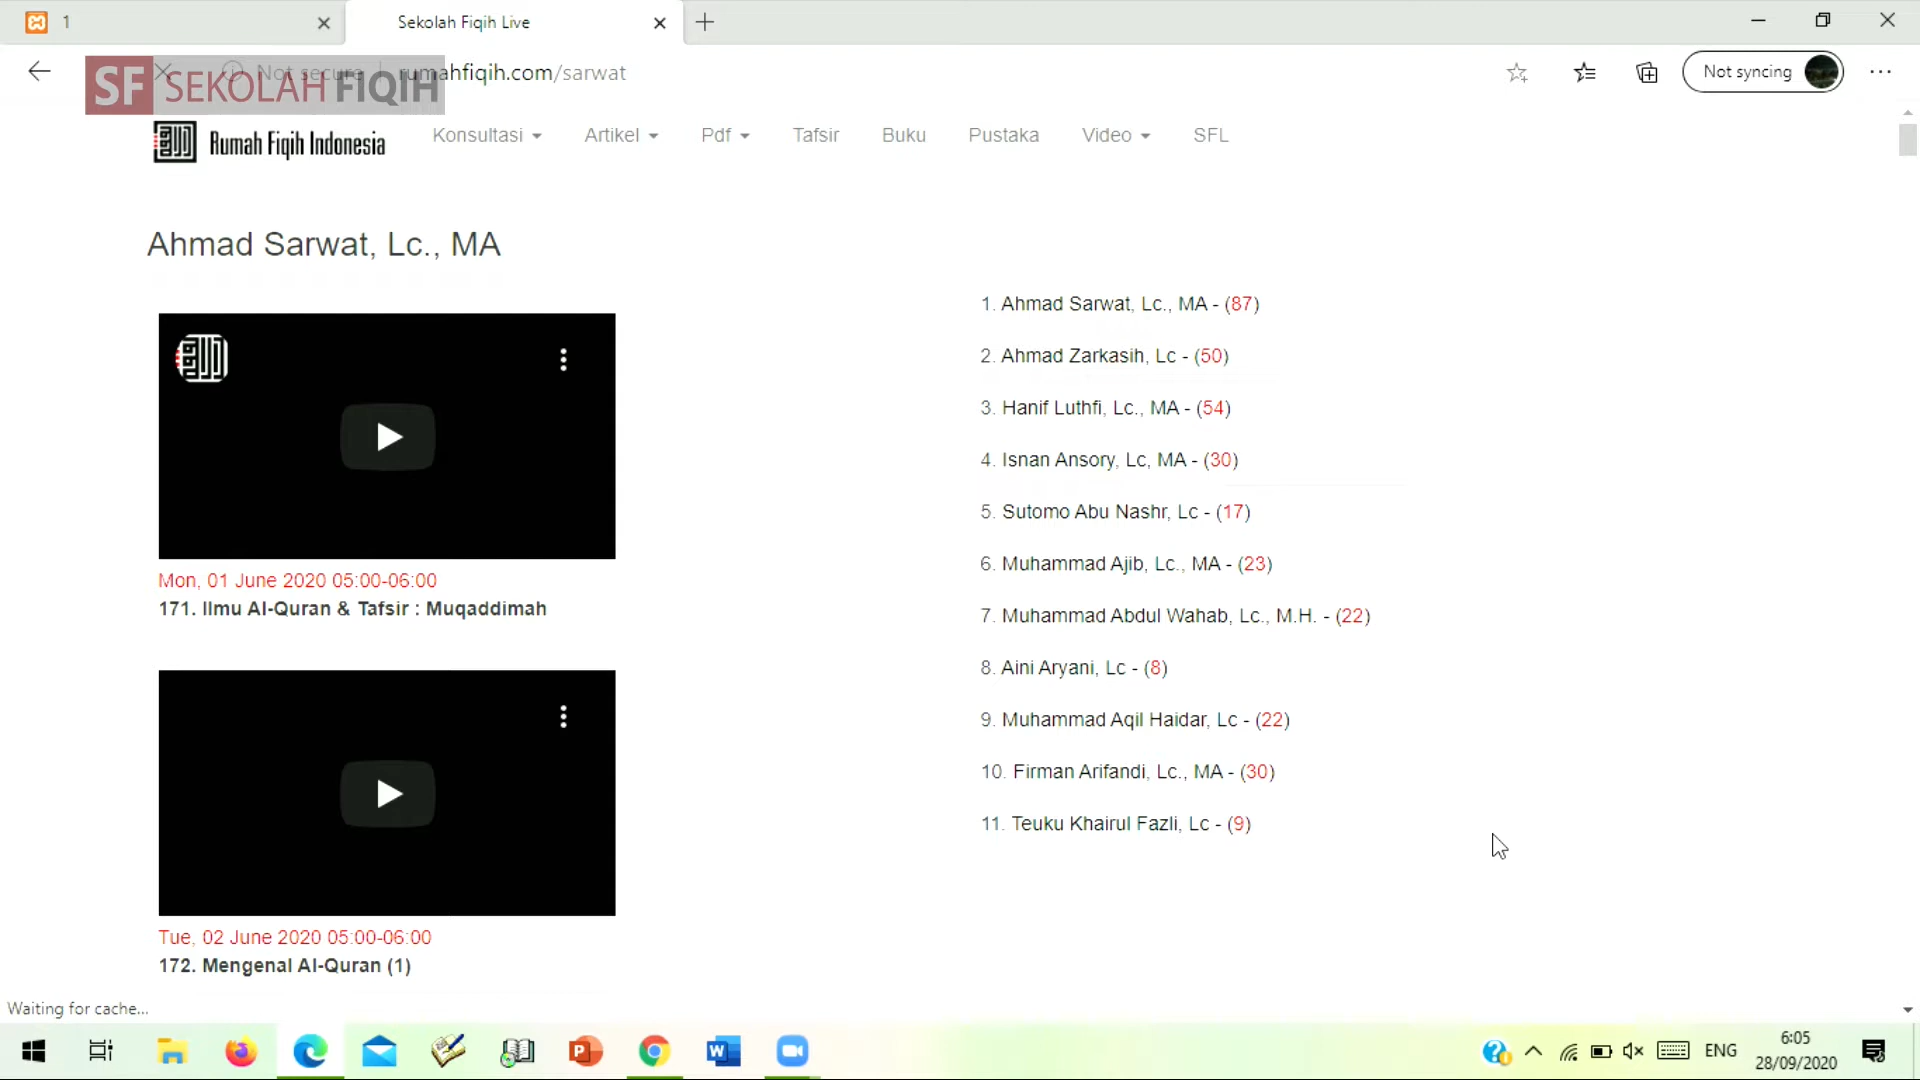 1
Sekolah Fiqih Live
Not secure
rumahfiqih.com/sarwat
Not syncing
SF SEKOLAH FIQIH
Rumah Fiqih Indonesia
Konsultasi
Artikel
Pdf
Tafsir
Buku
Pustaka
Video
SFL
Ahmad Sarwat, Lc., MA
Mon, 01 June 2020 05:00-06:00
171. Ilmu Al-Quran & Tafsir : Muqaddimah
Tue, 02 June 2020 05:00-06:00
172. Mengenal Al-Quran (1)
1. Ahmad Sarwat, Lc., MA - (87)
2. Ahmad Zarkasih, Lc - (50)
3. Hanif Luthfi, Lc., MA - (54)
4. Isnan Ansory, Lc, MA - (30)
5. Sutomo Abu Nashr, Lc - (17)
6. Muhammad Ajib, Lc., MA - (23)
7. Muhammad Abdul Wahab, Lc., M.H. - (22)
8. Aini Aryani, Lc - (8)
9. Muhammad Aqil Haidar, Lc - (22)
10. Firman Arifandi, Lc., MA - (30)
11. Teuku Khairul Fazli, Lc - (9)
Waiting for cache...
ENG
6:05
28/09/2020